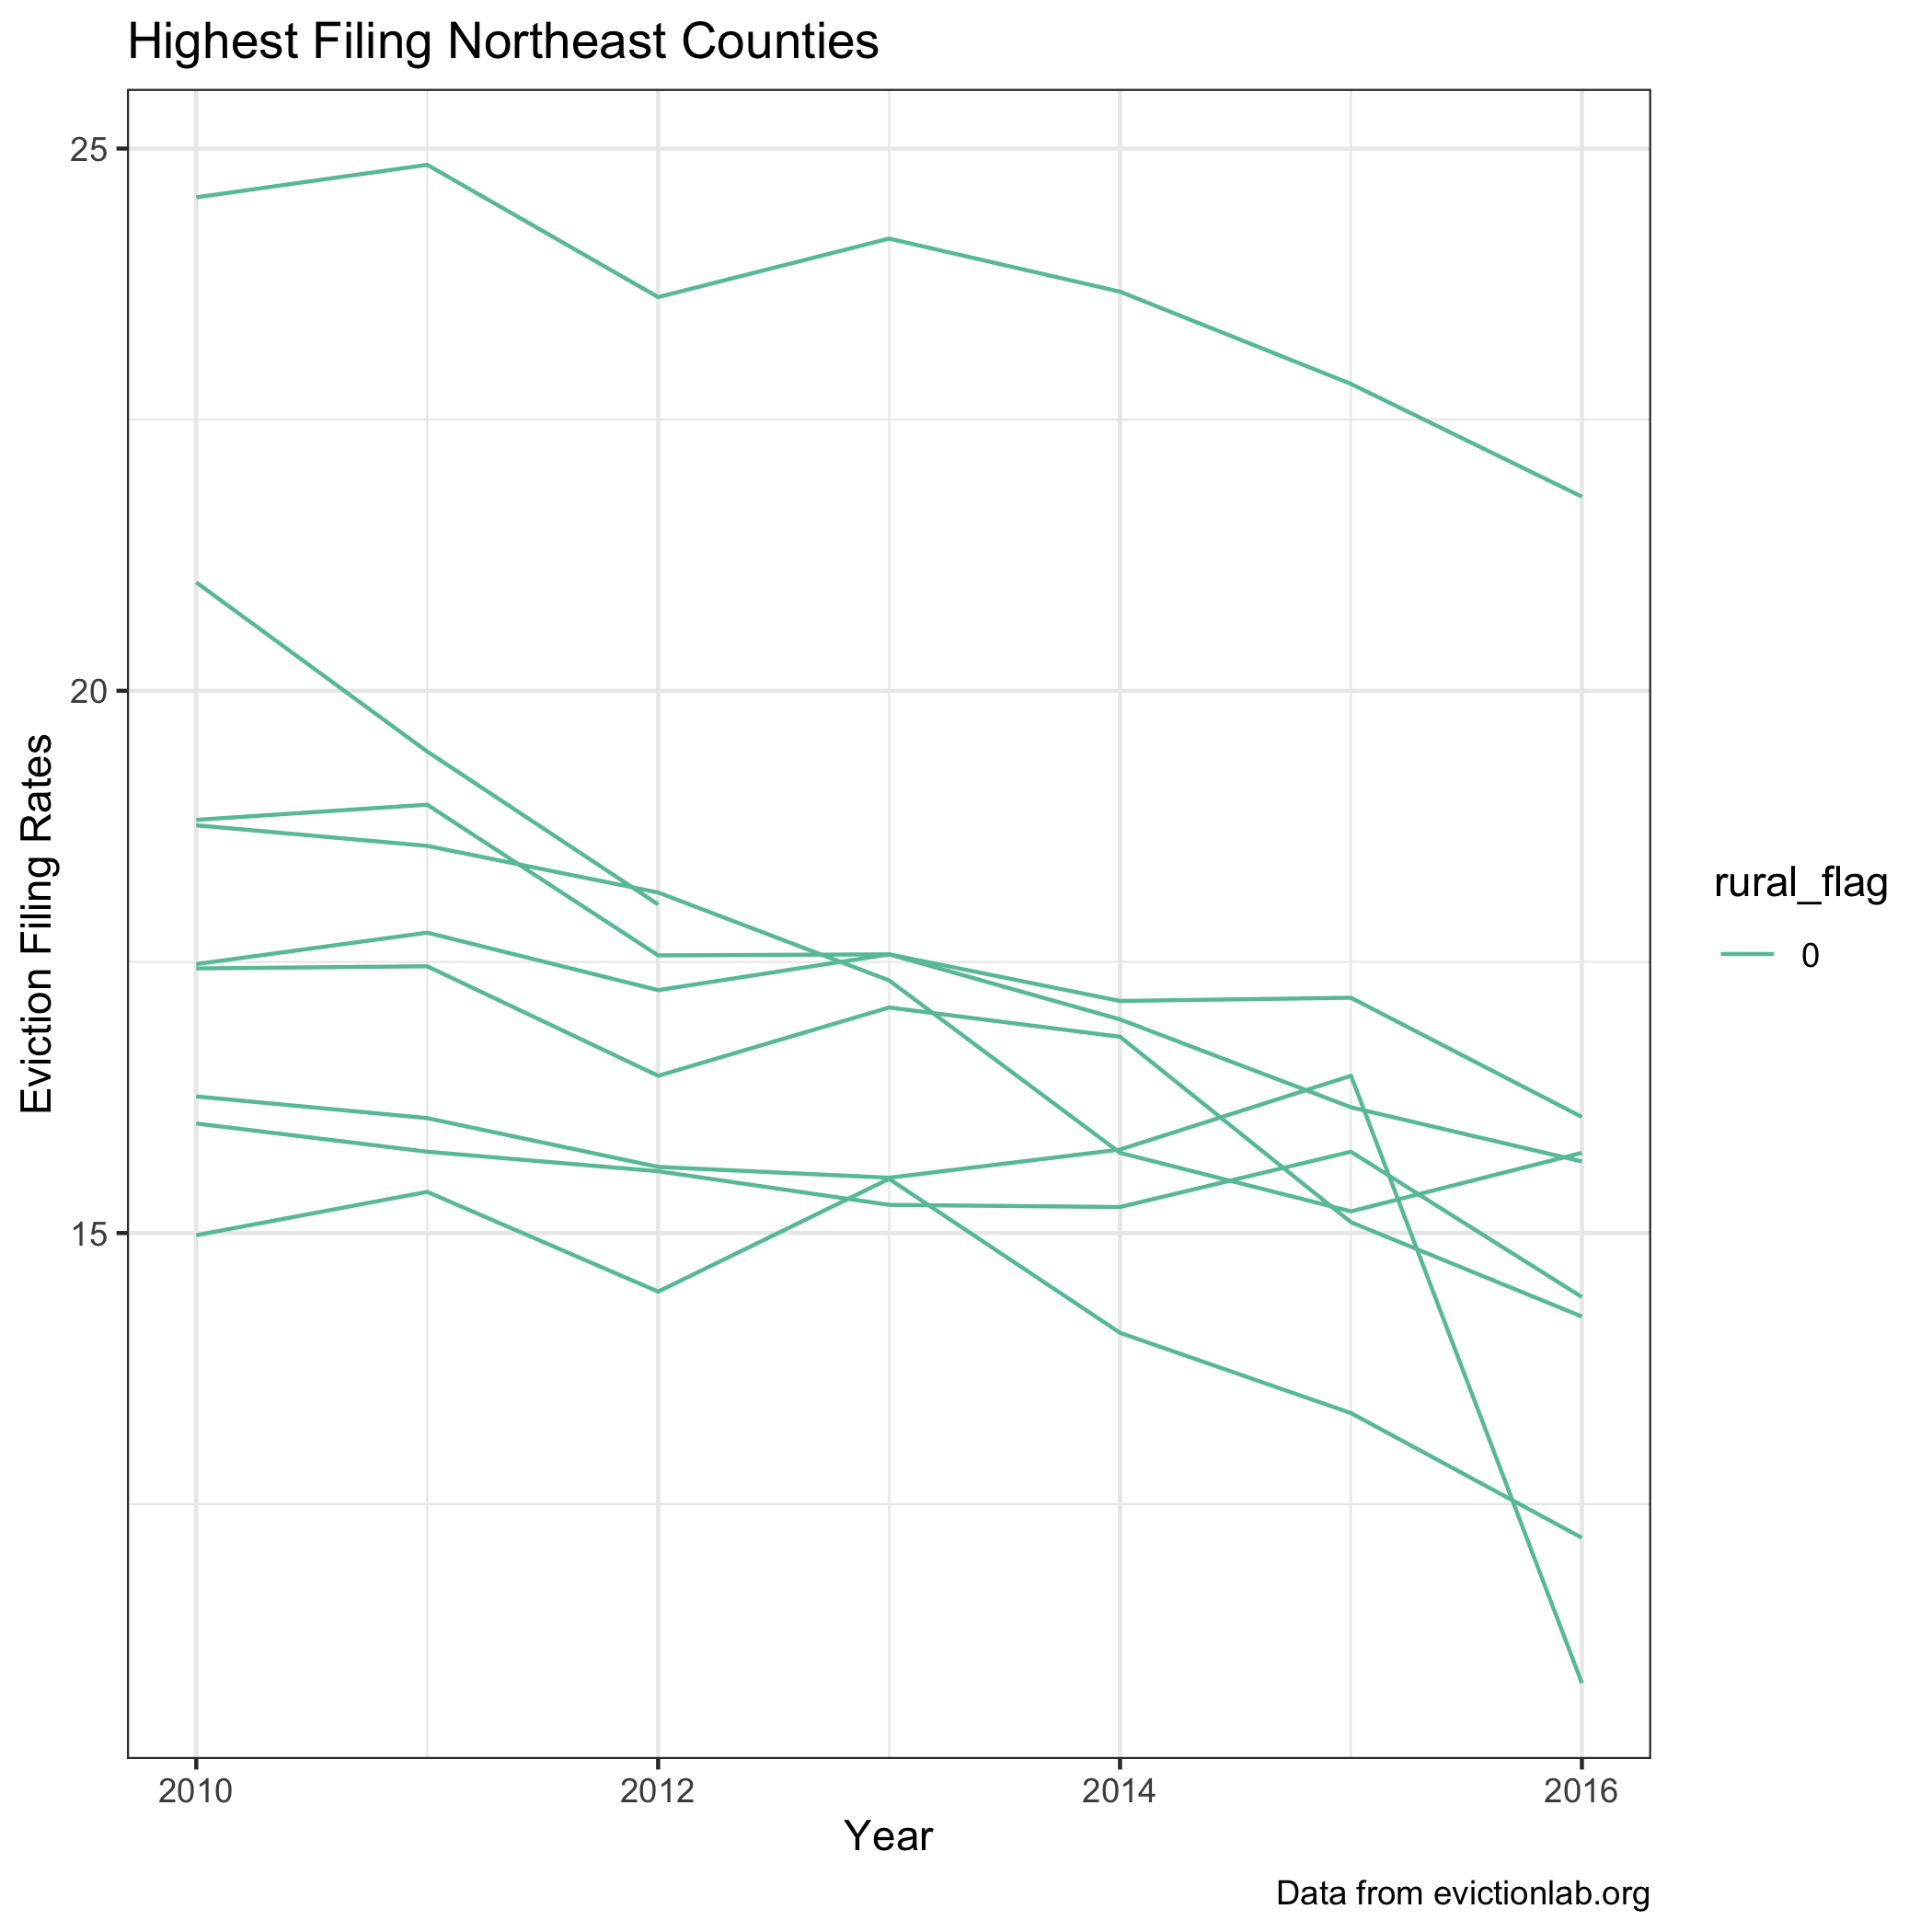 Highest Filing Northeast Counties
25
20
15
Eviction Filing Rates
2010
2012
2014
2016
Year
rural_flag
0
Data from evictionlab.org